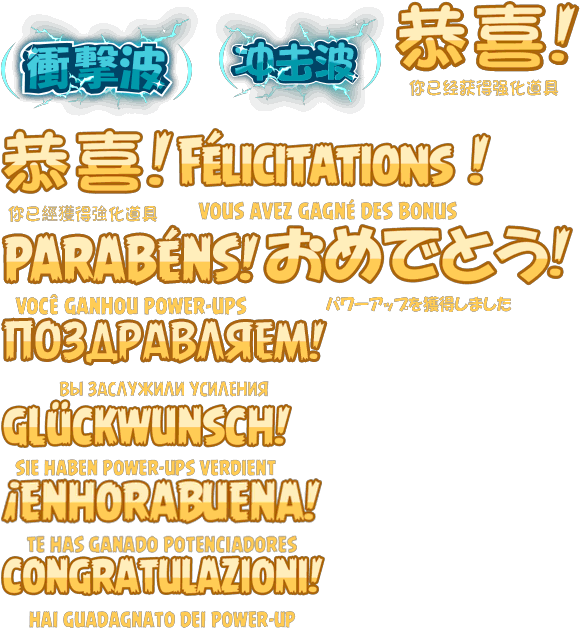 衝撃波
冲击波
恭喜!
你已经获得强化道具
恭喜!
你已經獲得強化道具
FÉLICITATIONS !
VOUS AVEZ GAGNÉ DES BONUS
PARABÉNS!
VOCÊ GANHOU POWER-UPS
おめでとう!
パワーアップを獲得しました
ПОЗДРАВЛЯЕМ!
ВЫ ЗАСЛУЖИЛИ УСИЛЕНИЯ
GLÜCKWUNSCH!
SIE HABEN POWER-UPS VERDIENT
¡ENHORABUENA!
TE HAS GANADO POTENCIADORES
CONGRATULAZIONI!
HAI GUADAGNATO DEI POWER-UP